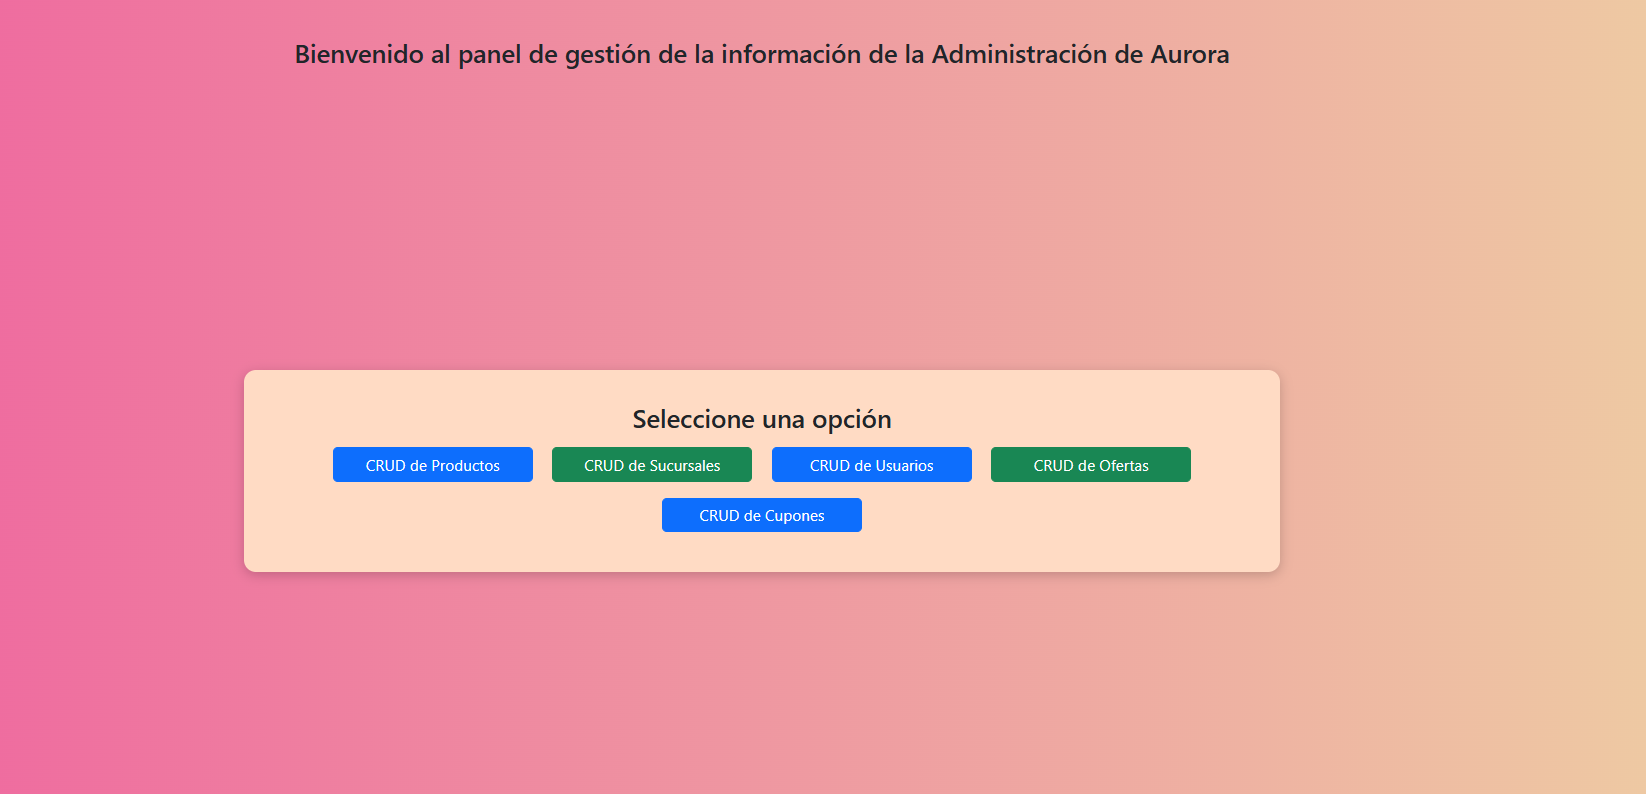 Bienvenido al panel de gestión de la información de la Administración de Aurora
Seleccione una opción
CRUD de Productos
CRUD de Sucursales
CRUD de Usuarios
CRUD de Ofertas
CRUD de Cupones